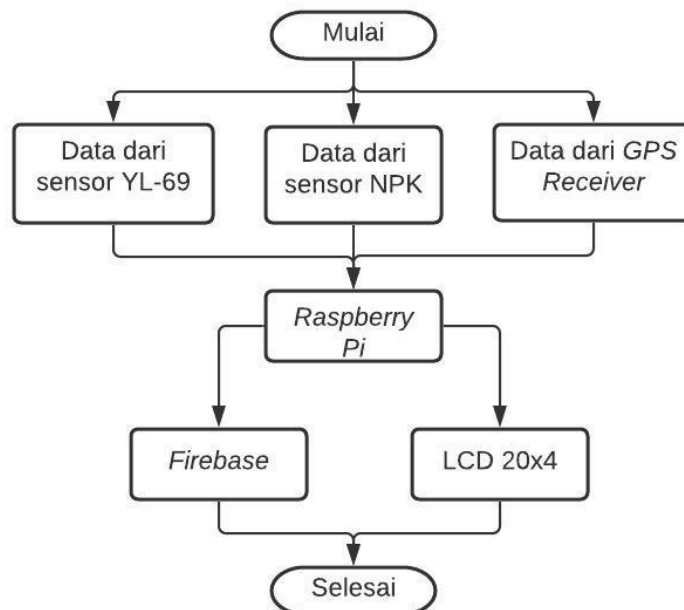 Mulai
Data dari
sensor YL-69
Data dari
sensor NPK
Data dari GPS
Receiver
Raspberry
Pi
Firebase
LCD 20x4
Selesai